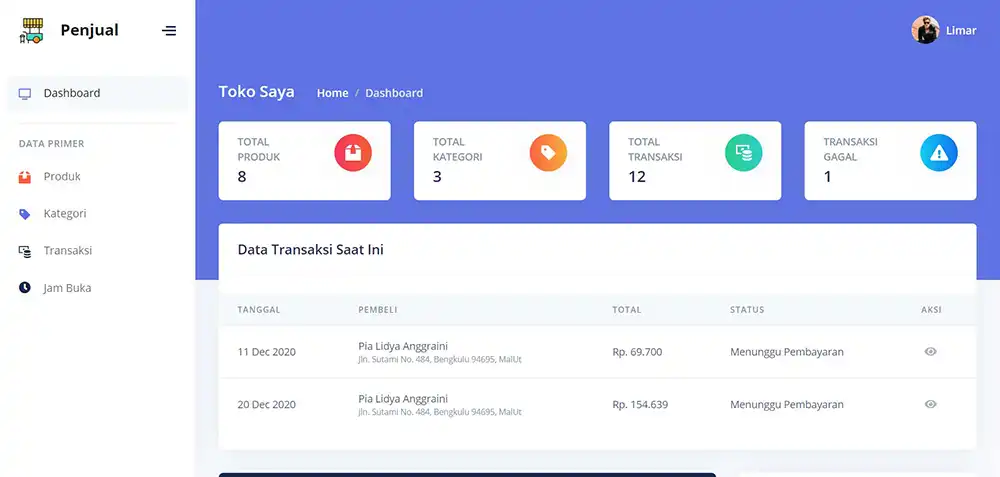 Penjual
Limar
Dashboard
Toko Saya
Home / Dashboard
DATA PRIMER
Produk
Kategori
Transaksi
Jam Buka
TOTAL
PRODUK
8
TOTAL
KATEGORI
3
TOTAL
TRANSAKSI
12
TRANSAKSI
GAGAL
1
Data Transaksi Saat Ini
TANGGAL PEMBELI TOTAL STATUS AKSI
11 Dec 2020 Pia Lidya Anggraini Rp. 69.700 Menunggu Pembayaran
Jln. Sutami No. 484, Bengkulu 94695, MalUt
20 Dec 2020 Pia Lidya Anggraini Rp. 154.639 Menunggu Pembayaran
Jln. Sutami No. 484, Bengkulu 94695, MalUt